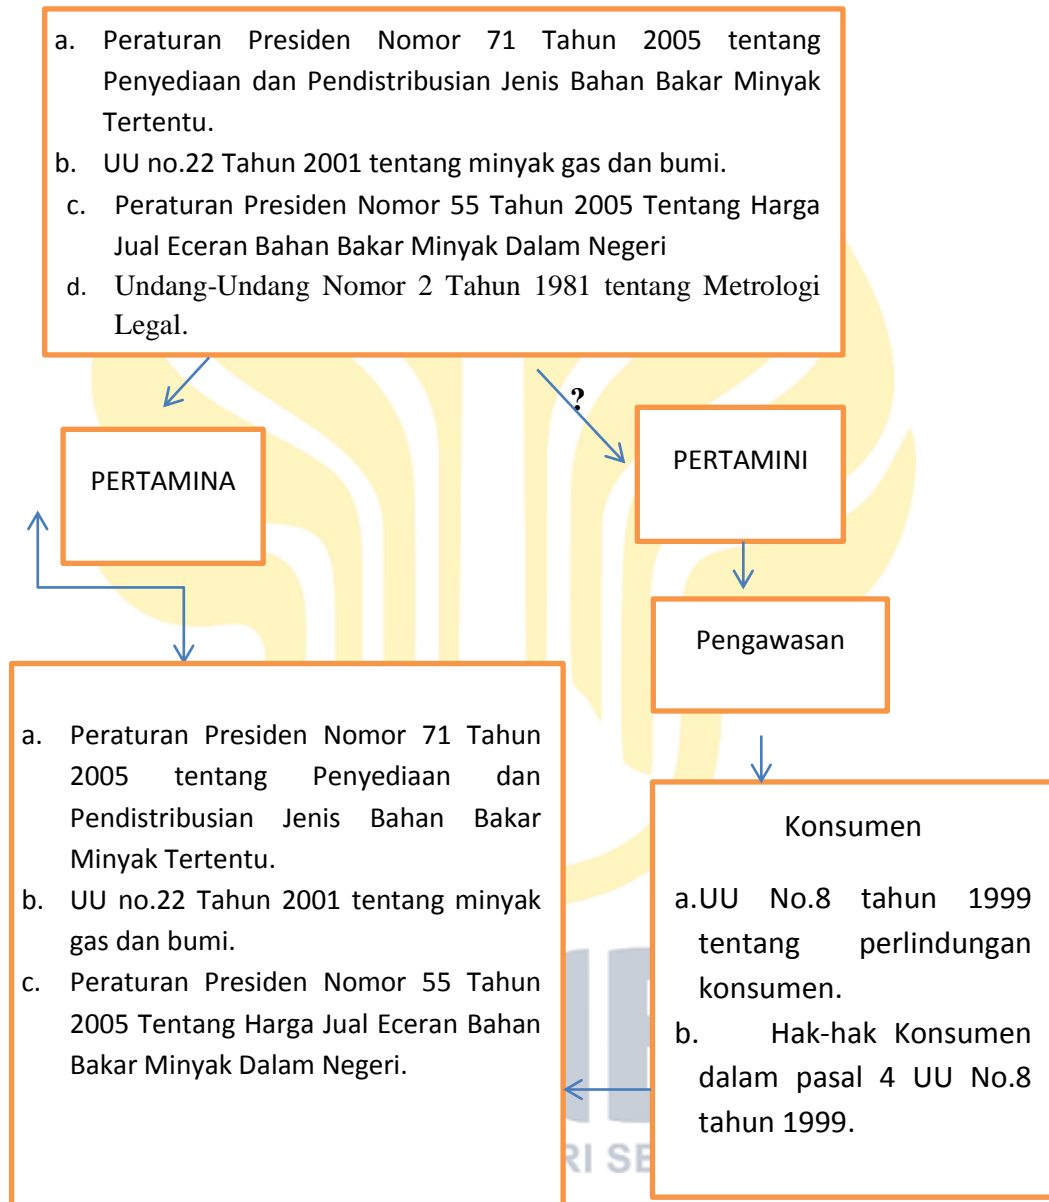 a. Peraturan Presiden Nomor 71 Tahun 2005 tentang
Penyediaan dan Pendistribusian Jenis Bahan Bakar Minyak
Tertentu.
b. UU no.22 Tahun 2001 tentang minyak gas dan bumi.
c. Peraturan Presiden Nomor 55 Tahun 2005 Tentang Harga
Jual Eceran Bahan Bakar Minyak Dalam Negeri
d. Undang-Undang Nomor 2 Tahun 1981 tentang Metrologi
Legal.
?
PERTAMINA
PERTAMINI
Pengawasan
a. Peraturan Presiden Nomor 71 Tahun
2005 tentang Penyediaan dan
Pendistribusian Jenis Bahan Bakar
Minyak Tertentu.
b. UU no.22 Tahun 2001 tentang minyak
gas dan bumi.
c. Peraturan Presiden Nomor 55 Tahun
2005 Tentang Harga Jual Eceran Bahan
Bakar Minyak Dalam Negeri.
Konsumen
a.UU No.8 tahun 1999
tentang perlindungan
konsumen.
b. Hak-hak Konsumen
dalam pasal 4 UU No.8
tahun 1999.
RI SE